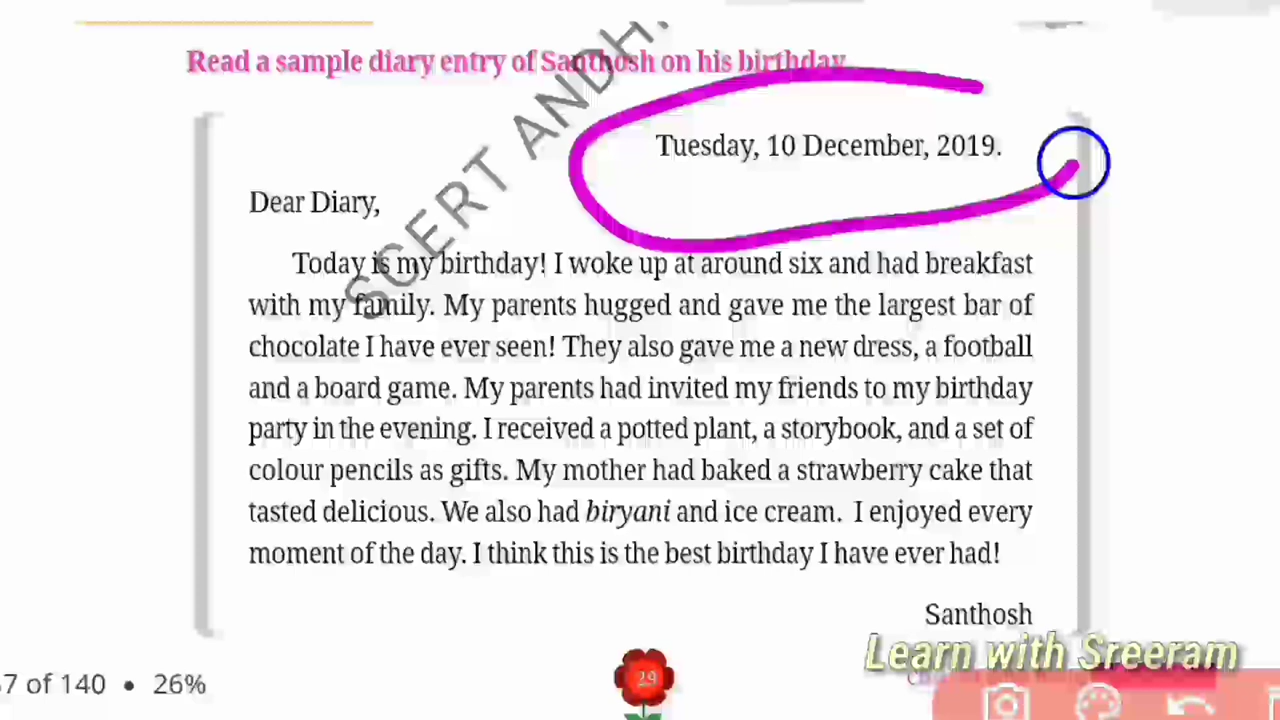 Read a sample diary entry of Santhosh on his birthday
Tuesday, 10 December, 2019.
Dear Diary,
Today is my birthday! I woke up at around six and had breakfast
with my family. My parents hugged and gave me the largest bar of
chocolate I have ever seen! They also gave me a new dress, a football
and a board game. My parents had invited my friends to my birthday
party in the evening. I received a potted plant, a storybook, and a set of
colour pencils as gifts. My mother had baked a strawberry cake that
tasted delicious. We also had biryani and ice cream. I enjoyed every
moment of the day. I think this is the best birthday I have ever had!
Santhosh
SCERT ANDH
Learn with Sreeram
29
7 of 140 • 26%